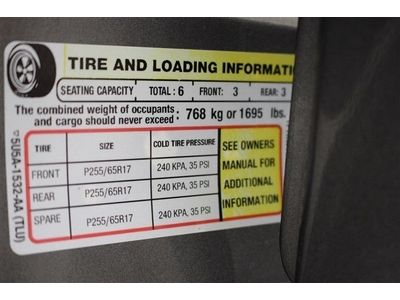 TIRE AND LOADING INFORMATI
SEATING CAPACITY TOTAL : 6 FRONT: 3 REAR: 3
The combined weight of occupants
and cargo should never exceed : 768 kg or 1695 lbs.
TIRE SIZE COLD TIRE PRESSURE
FRONT P255/65R17 240 KPA, 35 PSI
REAR P255/65R17 240 KPA, 35 PSI
SPARE P255/65R17 240 KPA, 35 PSI
SEE OWNERS
MANUAL FOR
ADDITIONAL
INFORMATION
5U5A-1532-AA (TLU)